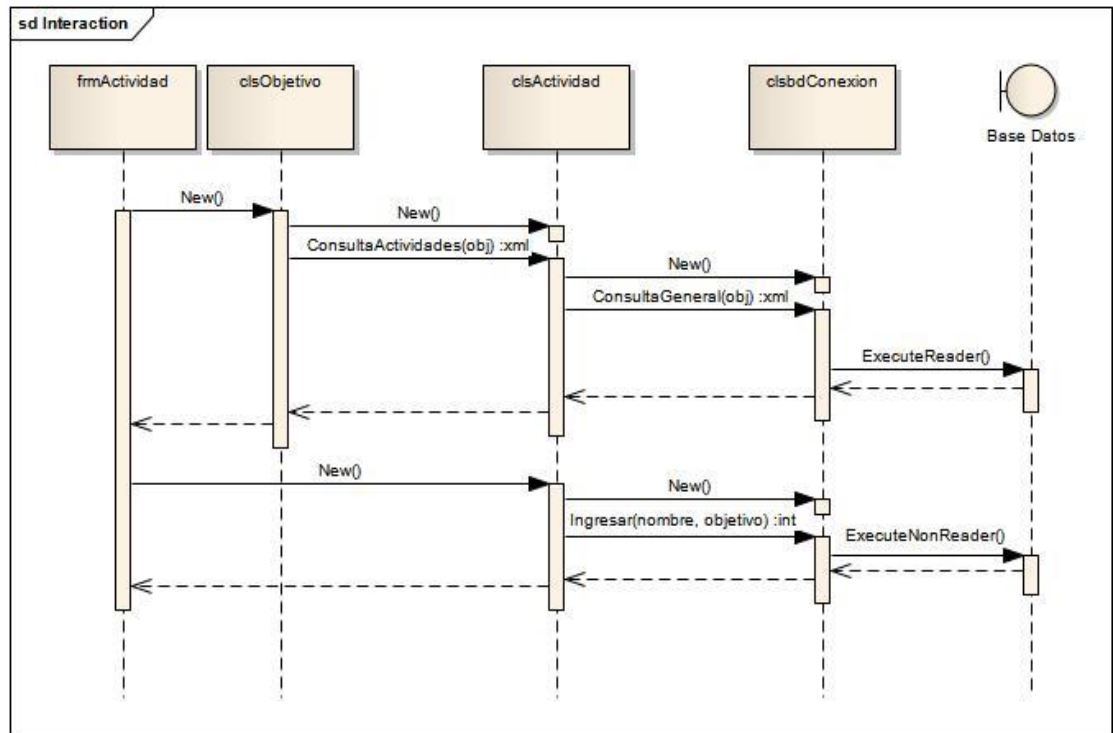 sd Interaction
frmActividad
clsObjetivo
clsActividad
clsbdConexion
Base Datos
New()
New()
ConsultaActividades(obj) :xml
New()
ConsultaGeneral(obj) :xml
ExecuteReader()
New()
New()
Ingresar(nombre, objetivo) :int
ExecuteNonReader()